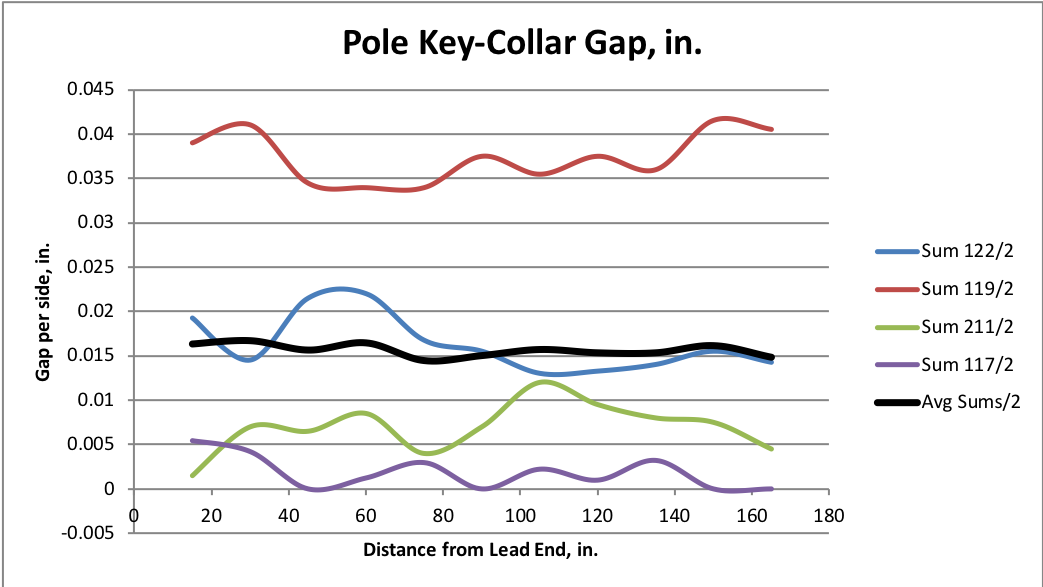 Pole Key-Collar Gap, in.
0.045
0.04
0.035
0.03
0.025
0.02
0.015
0.01
0.005
0
-0.005
Gap per side, in.
0 20 40 60 80 100 120 140 160 180
Distance from Lead End, in.
Sum 122/2
Sum 119/2
Sum 211/2
Sum 117/2
Avg Sums/2